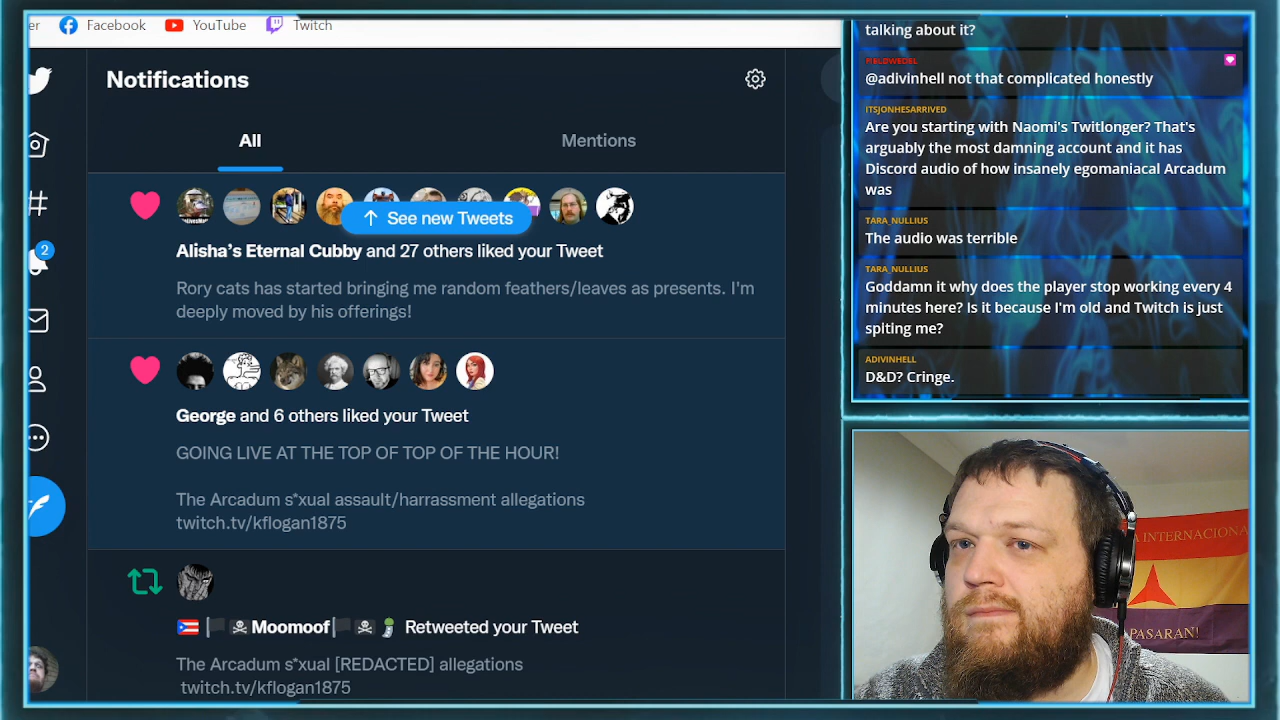 er Facebook YouTube Twitch
Notifications
All Mentions
2
↑ See new Tweets
Alisha’s Eternal Cubby and 27 others liked your Tweet
Rory cats has started bringing me random feathers/leaves as presents. I'm
deeply moved by his offerings!
George and 6 others liked your Tweet
GOING LIVE AT THE TOP OF TOP OF THE HOUR!
The Arcadum s*xual assault/harrassment allegations
twitch.tv/kflogan1875
Moomoof Retweeted your Tweet
The Arcadum s*xual [REDACTED] allegations
twitch.tv/kflogan1875
talking about it?
@adivinhell not that complicated honestly
ITSJONHESARRIVED
Are you starting with Naomi's Twitlonger? That's
arguably the most damning account and it has
Discord audio of how insanely egomaniacal Arcadum
was
TARA_NULLIUS
The audio was terrible
TARA_NULLIUS
Goddamn it why does the player stop working every 4
minutes here? Is it because I'm old and Twitch is just
spiting me?
ADIVINHELL
D&D? Cringe.
A INTERNACIONA
PASARAN!